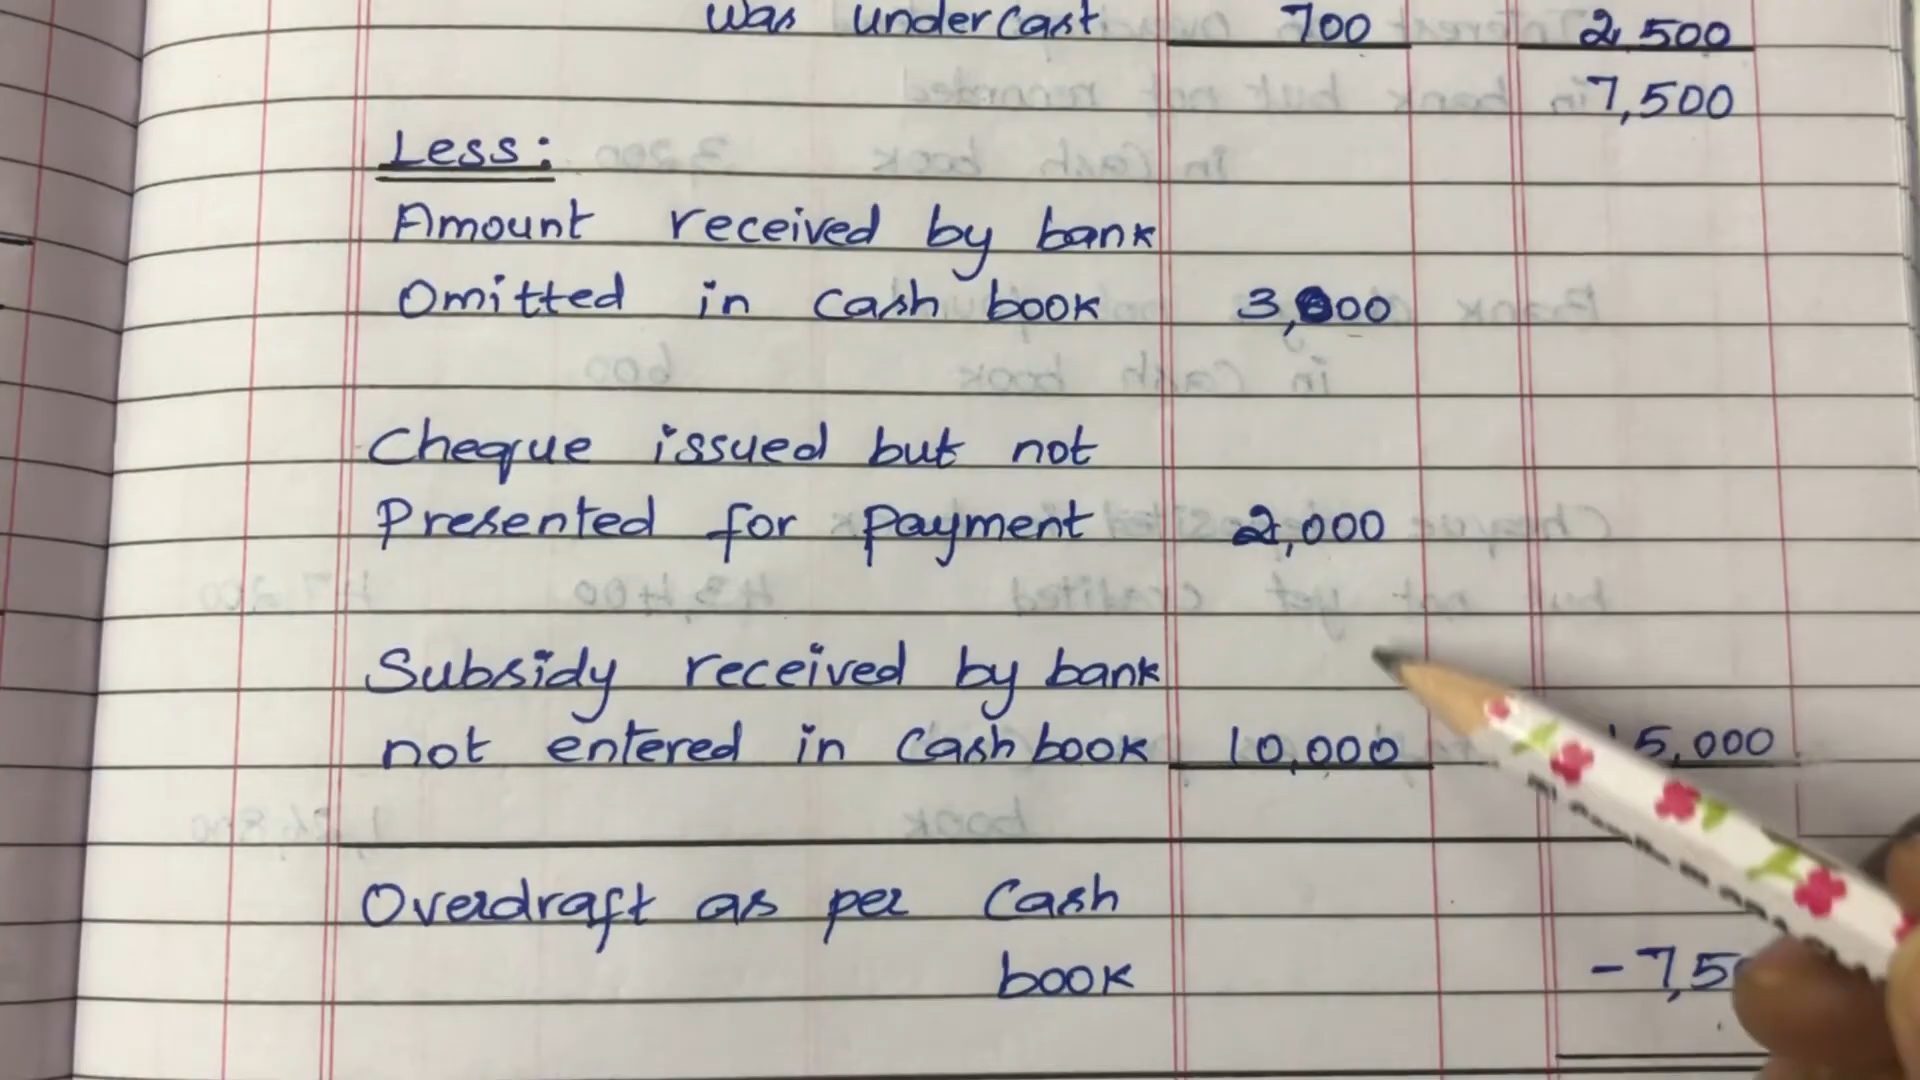 was undercast 700 2,500
7,500
Less:
Amount received by bank
Omitted in cash book 3,000
Cheque issued but not
Presented for payment 2,000
Subsidy received by bank
not entered in cashbook 10,000 15,000
Overdraft as per Cash
book -7,5